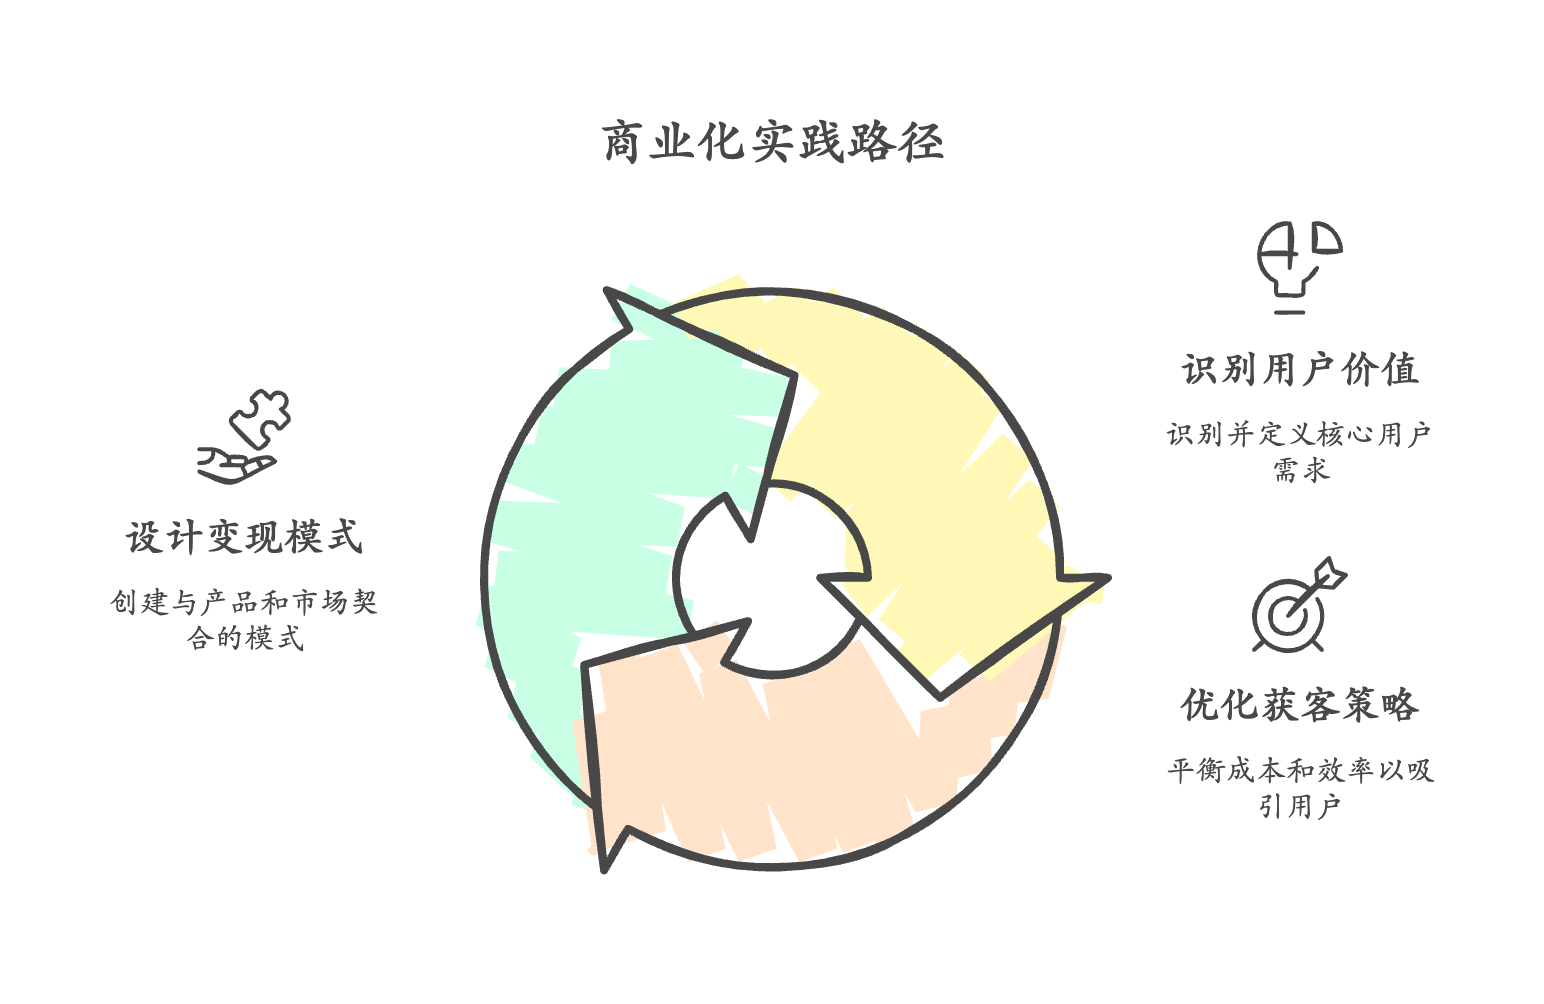 商业化实践路径
识别用户价值
识别并定义核心用户
需求
设计变现模式
创建与产品和市场契
合的模式
优化获客策略
平衡成本和效率以吸
引用户